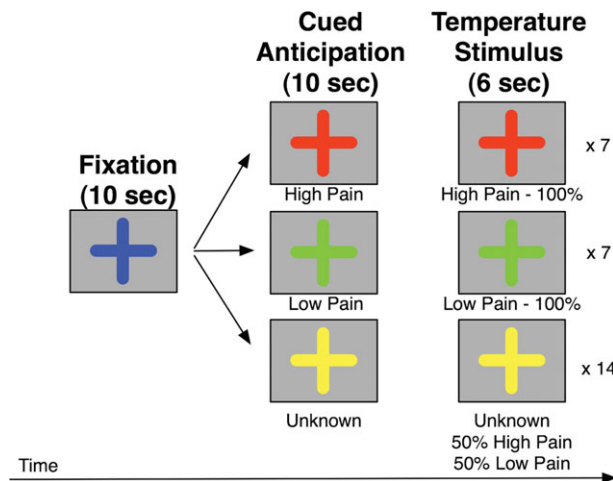 Cued
Anticipation
(10 sec)
Temperature
Stimulus
(6 sec)
Fixation
(10 sec)
High Pain
High Pain - 100%
x 7
Low Pain
Low Pain - 100%
x 7
Unknown
Unknown
50% High Pain
50% Low Pain
x 14
Time